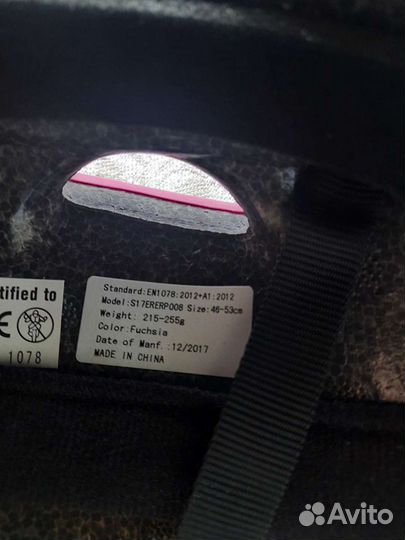 Standard:EN1078:2012+A1:2012
Model:S17ERERP008 Size:46-53cm
Weight: 215-255g
Color:Fuchsia
Date of Manf.:12/2017
MADE IN CHINA
tified to
CE
1078
Avito